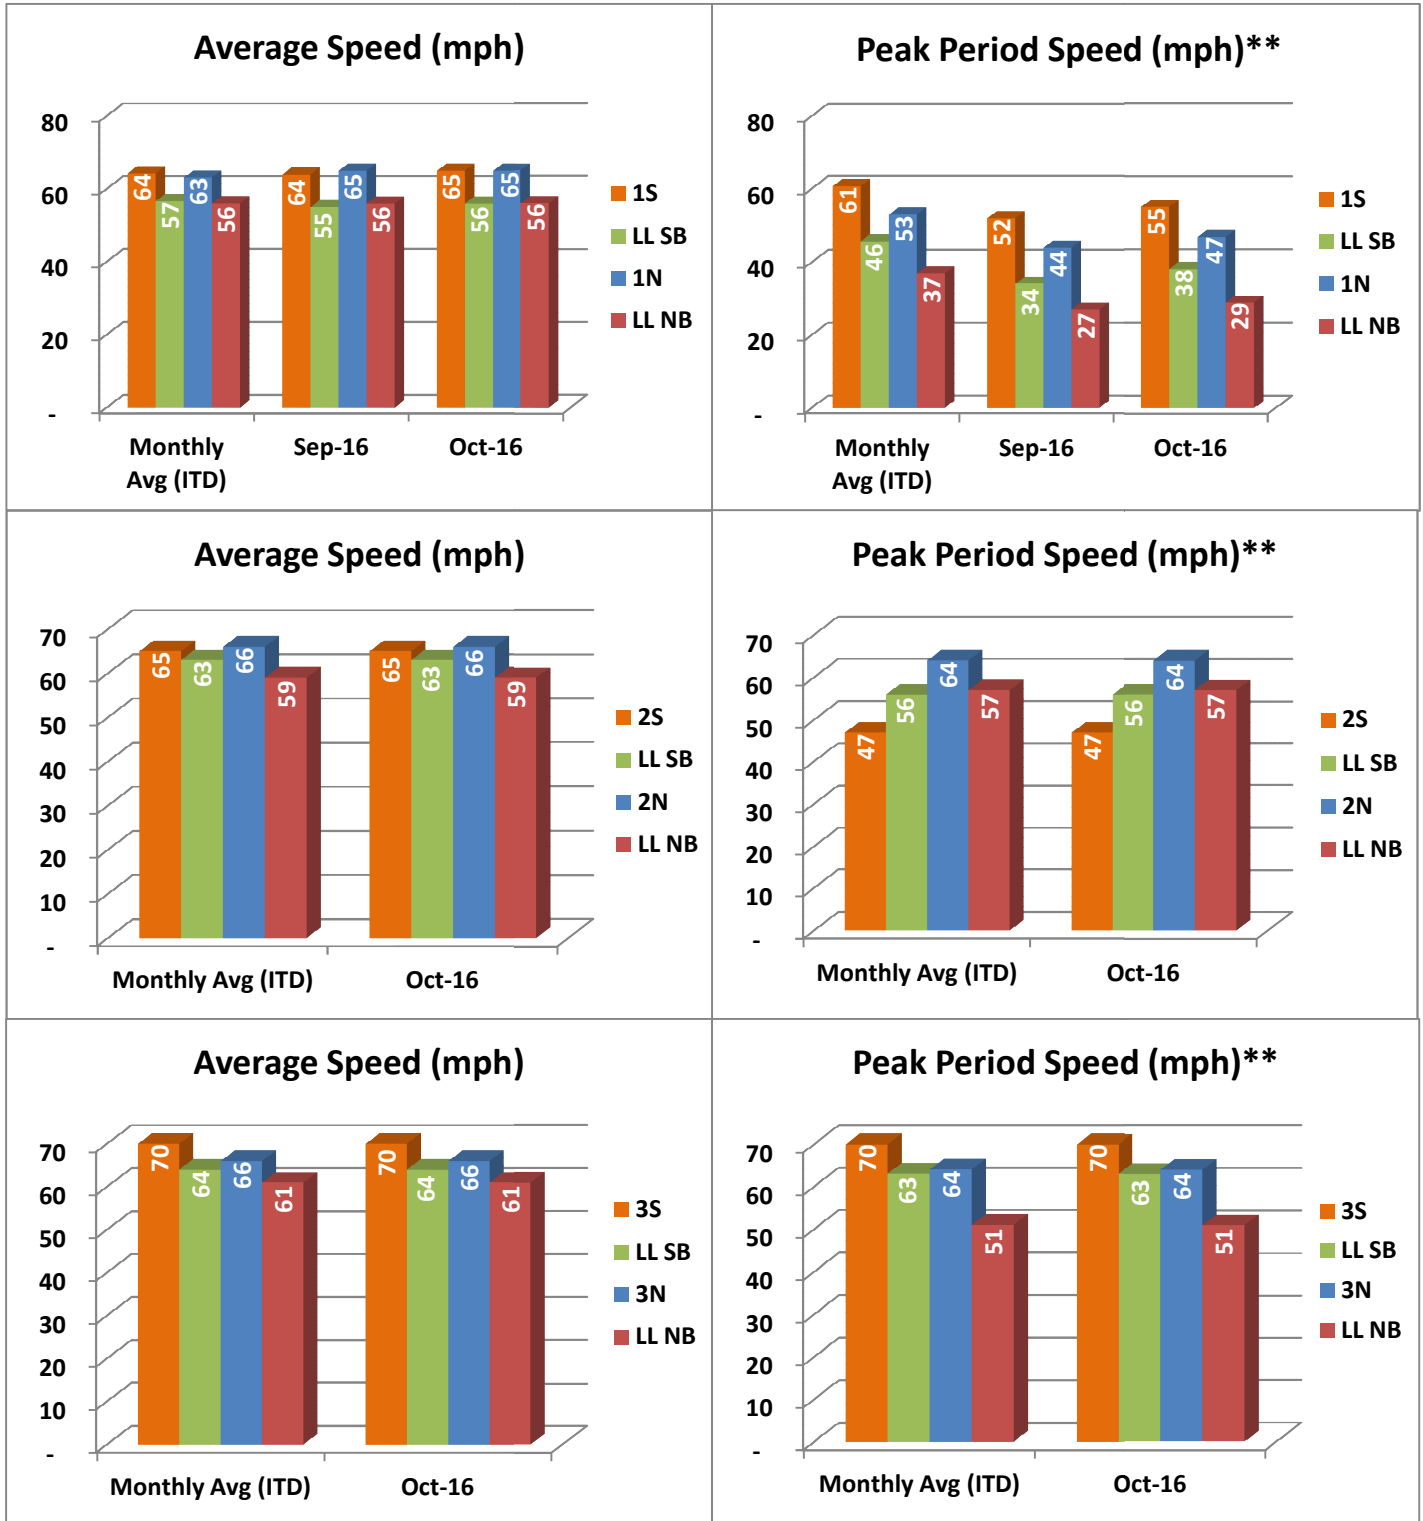 Average Speed (mph)
80
60
40
20
-
64
57
63
56
64
55
65
56
65
56
65
56
Monthly
Avg (ITD)
Sep-16
Oct-16
1S
LL SB
1N
LL NB
Peak Period Speed (mph)**
80
60
40
20
-
61
46
53
37
52
34
44
27
55
38
47
29
Monthly
Avg (ITD)
Sep-16
Oct-16
1S
LL SB
1N
LL NB
Average Speed (mph)
70
60
50
40
30
20
10
-
65
63
66
59
65
63
66
59
Monthly Avg (ITD)
Oct-16
2S
LL SB
2N
LL NB
Peak Period Speed (mph)**
70
60
50
40
30
20
10
-
47
56
64
57
47
56
64
57
Monthly Avg (ITD)
Oct-16
2S
LL SB
2N
LL NB
Average Speed (mph)
70
60
50
40
30
20
10
-
70
64
66
61
70
64
66
61
Monthly Avg (ITD)
Oct-16
3S
LL SB
3N
LL NB
Peak Period Speed (mph)**
70
60
50
40
30
20
10
-
70
63
64
51
70
63
64
51
Monthly Avg (ITD)
Oct-16
3S
LL SB
3N
LL NB